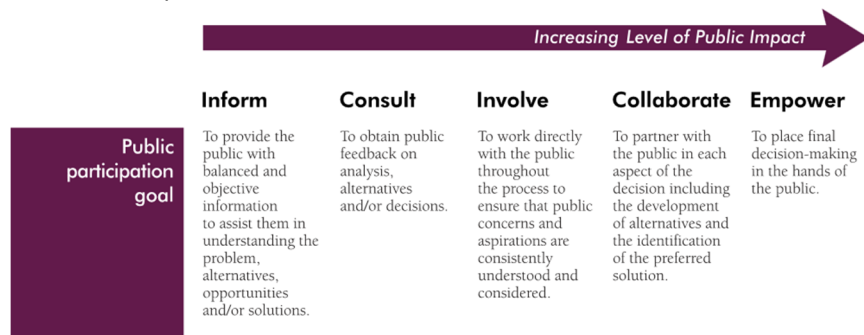 Increasing Level of Public Impact
Inform
Consult
Involve
Collaborate
Empower
Public
participation
goal
To provide the
public with
balanced and
objective
information
to assist them in
understanding the
problem,
alternatives,
opportunities
and/or solutions.
To obtain public
feedback on
analysis,
alternatives
and/or decisions.
To work directly
with the public
throughout
the process to
ensure that public
concerns and
aspirations are
consistently
understood and
considered.
To partner with
the public in each
aspect of the
decision including
the development
of alternatives and
the identification
of the preferred
solution.
To place final
decision-making
in the hands of
the public.